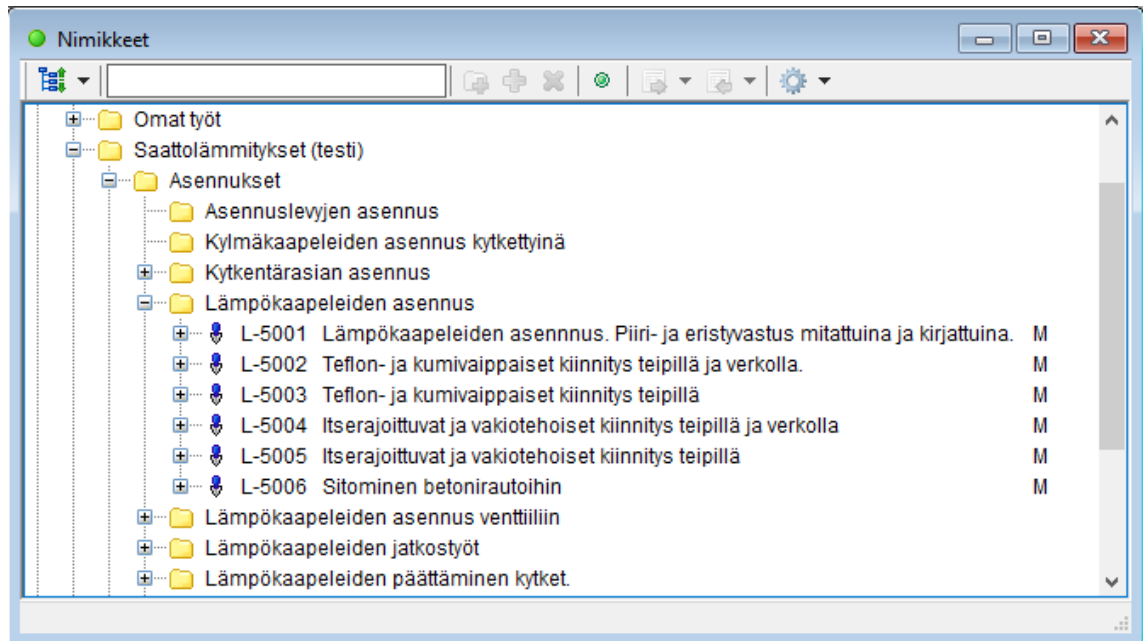 Nimikkeet
Omat työt
Saattolämmitykset (testi)
Asennukset
Asennuslevyjen asennus
Kylmäkaapeleiden asennus kytkettyinä
Kytkentärasian asennus
Lämpökaapeleiden asennus
L-5001 Lämpökaapeleiden asennnus. Piiri- ja eristyvastus mitattuina ja kirjattuina. M
L-5002 Teflon- ja kumivaippaiset kiinnitys teipillä ja verkolla. M
L-5003 Teflon- ja kumivaippaiset kiinnitys teipillä M
L-5004 Itserajoittuvat ja vakiotehoiset kiinnitys teipillä ja verkolla M
L-5005 Itserajoittuvat ja vakiotehoiset kiinnitys teipillä M
L-5006 Sitominen betonirautoihin M
Lämpökaapeleiden asennus venttiiliin
Lämpökaapeleiden jatkostyöt
Lämpökaapeleiden päättäminen kytket.